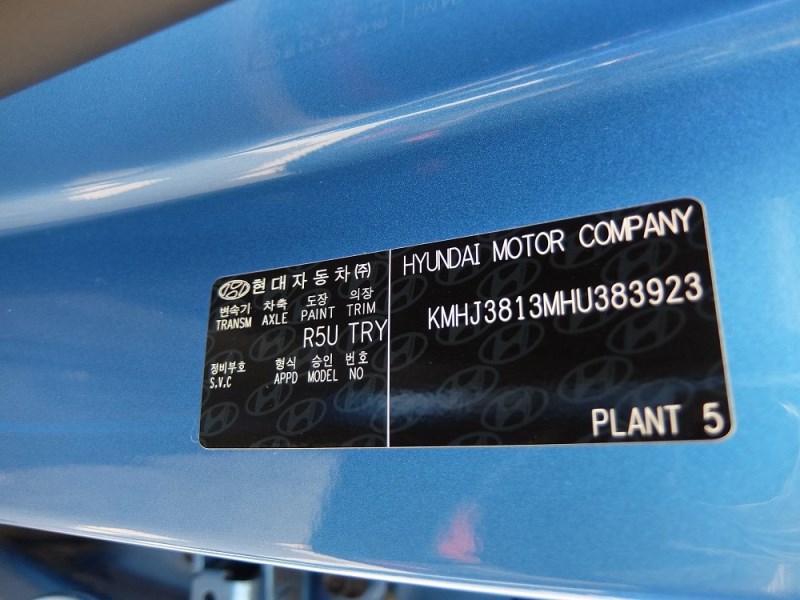 현대자동차㈜
변속기 차축 도장 의장
TRANSM AXLE PAINT TRIM
R5U TRY
정비부호 형식 승인 번호
S.V.C APPD MODEL NO
HYUNDAI MOTOR COMPANY
KMHJ3813MHU383923
PLANT 5